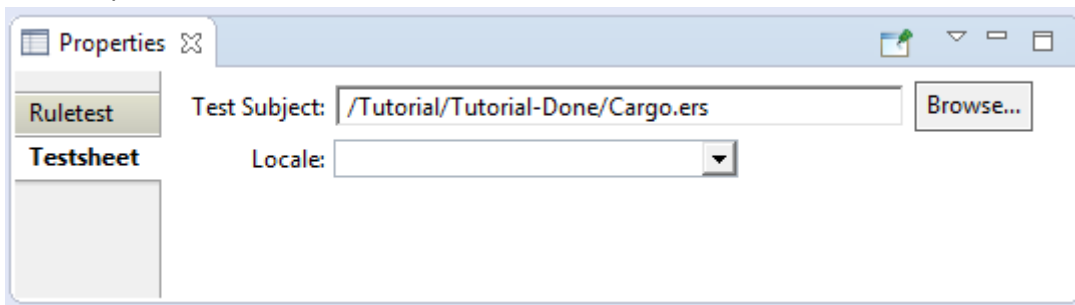 Properties
Ruletest
Test Subject: /Tutorial/Tutorial-Done/Cargo.ers Browse...
Testsheet
Locale: